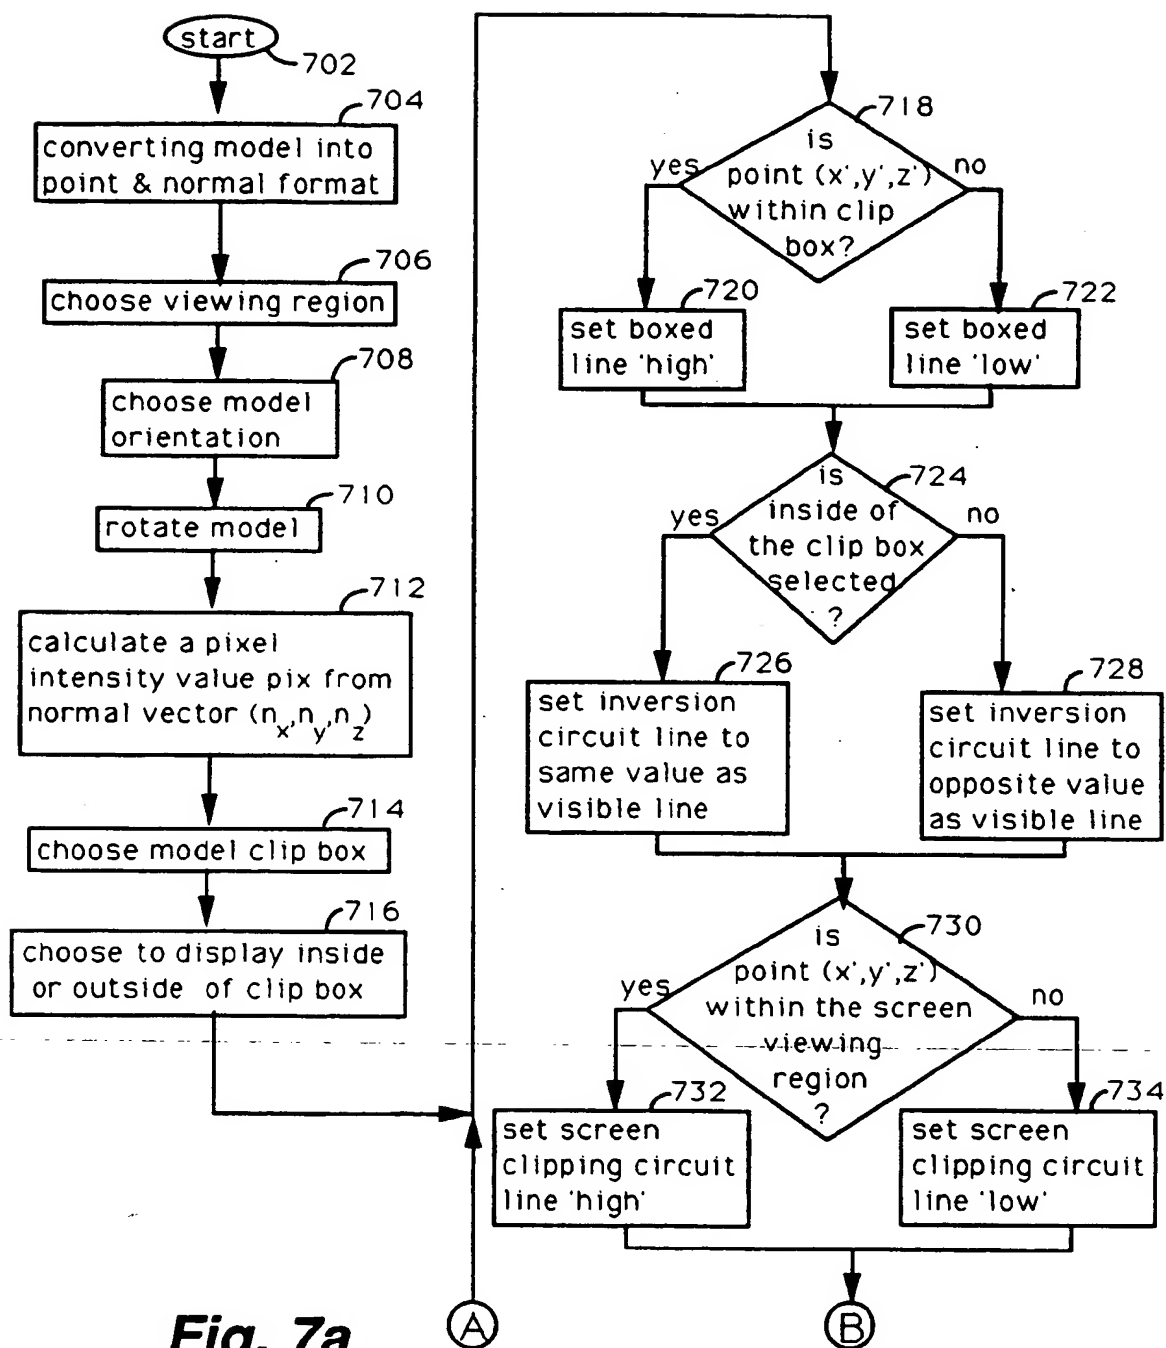 start
702
704
converting model into
point & normal format
706
choose viewing region
708
choose model
orientation
710
rotate model
712
calculate a pixel
intensity value pix from
normal vector (nx,ny,nz)
714
choose model clip box
716
choose to display inside
or outside of clip box
718
is
point (x',y',z')
within clip
box?
yes
no
720
set boxed
line 'high'
722
set boxed
line 'low'
724
is
inside of
the clip box
selected
?
yes
no
726
set inversion
circuit line to
same value as
visible line
728
set inversion
circuit line to
opposite value
as visible line
730
is
point (x',y',z')
within the screen
viewing
region
?
yes
no
732
set screen
clipping circuit
line 'high'
734
set screen
clipping circuit
line 'low'
A
B
Fig. 7a